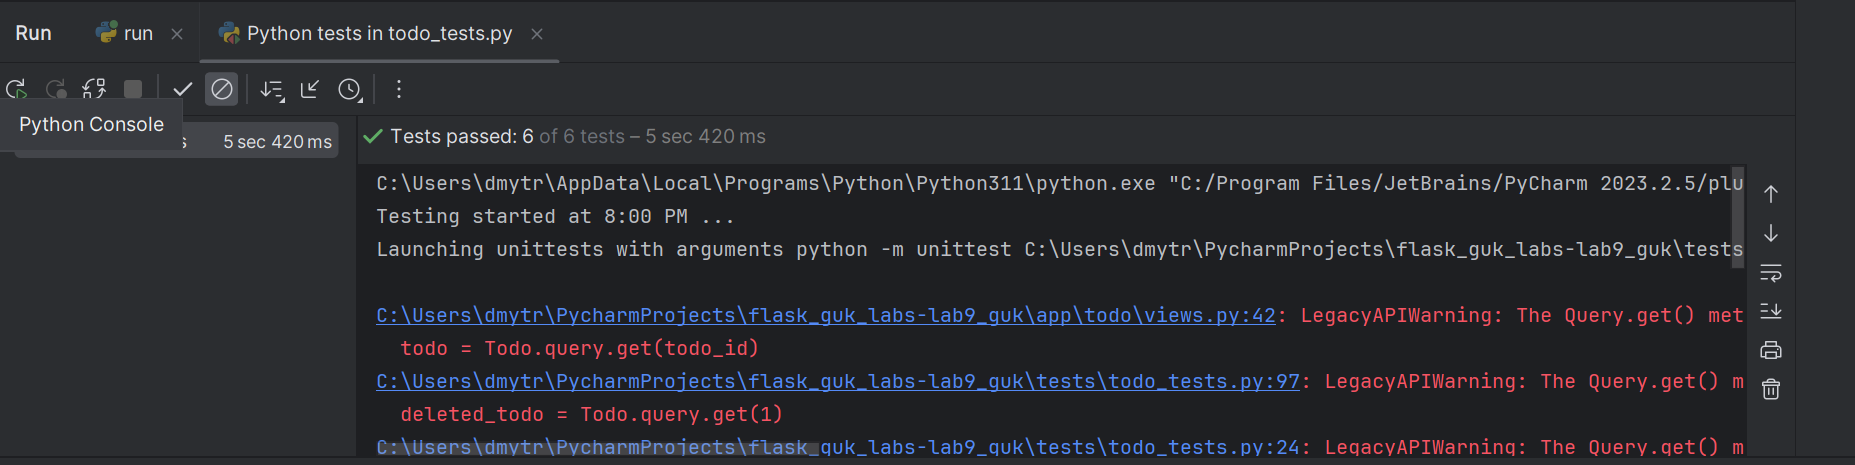 Run run Python tests in todo_tests.py
Python Console
5 sec 420 ms
Tests passed: 6 of 6 tests – 5 sec 420 ms
C:\Users\dmytr\AppData\Local\Programs\Python\Python311\python.exe "C:/Program Files/JetBrains/PyCharm 2023.2.5/plu
Testing started at 8:00 PM ...
Launching unittests with arguments python -m unittest C:\Users\dmytr\PycharmProjects\flask_guk_labs-lab9_guk\tests
C:\Users\dmytr\PycharmProjects\flask_guk_labs-lab9_guk\app\todo\views.py:42: LegacyAPIWarning: The Query.get() met
todo = Todo.query.get(todo_id)
C:\Users\dmytr\PycharmProjects\flask_guk_labs-lab9_guk\tests\todo_tests.py:97: LegacyAPIWarning: The Query.get() m
deleted_todo = Todo.query.get(1)
C:\Users\dmytr\PycharmProjects\flask_guk_labs-lab9_guk\tests\todo_tests.py:24: LegacyAPIWarning: The Query.get() m